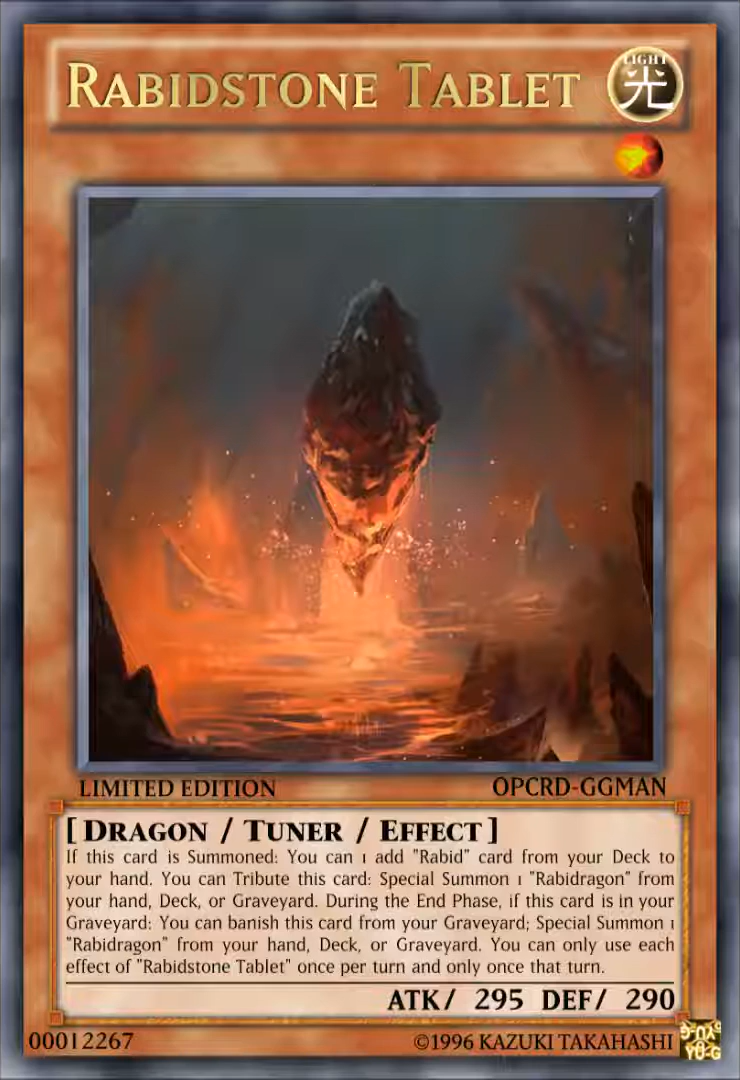 RABIDSTONE TABLET
LIGHT
光
LIMITED EDITION OPCRD-GGMAN
[ DRAGON / TUNER / EFFECT ]
If this card is Summoned: You can 1 add "Rabid" card from your Deck to
your hand. You can Tribute this card: Special Summon 1 "Rabidragon" from
your hand, Deck, or Graveyard. During the End Phase, if this card is in your
Graveyard: You can banish this card from your Graveyard; Special Summon 1
"Rabidragon" from your hand, Deck, or Graveyard. You can only use each
effect of "Rabidstone Tablet" once per turn and only once that turn.
ATK/ 295 DEF/ 290
00012267 ©1996 KAZUKI TAKAHASHI